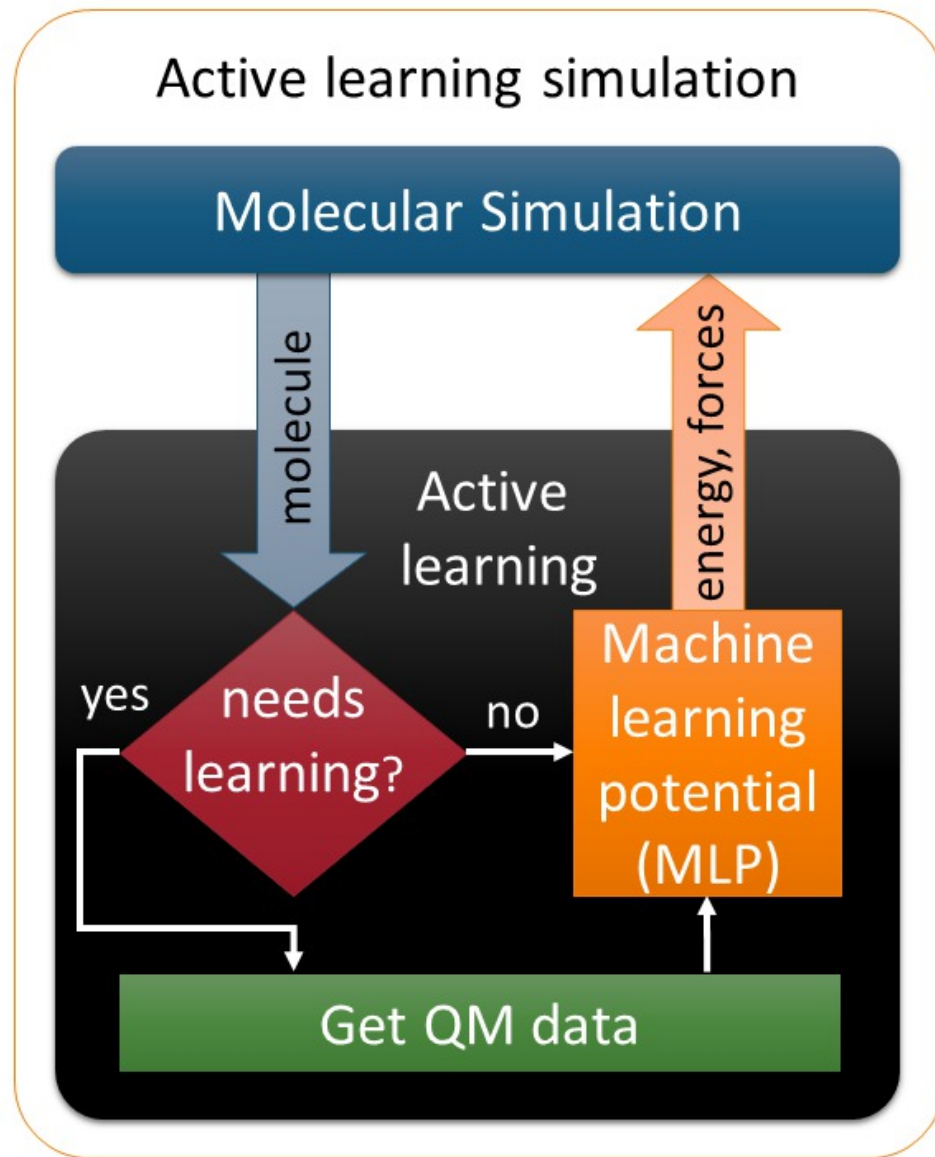 Active learning simulation
Molecular Simulation
molecule
energy, forces
Active
learning
yes
needs
learning?
no
Machine
learning
potential
(MLP)
Get QM data